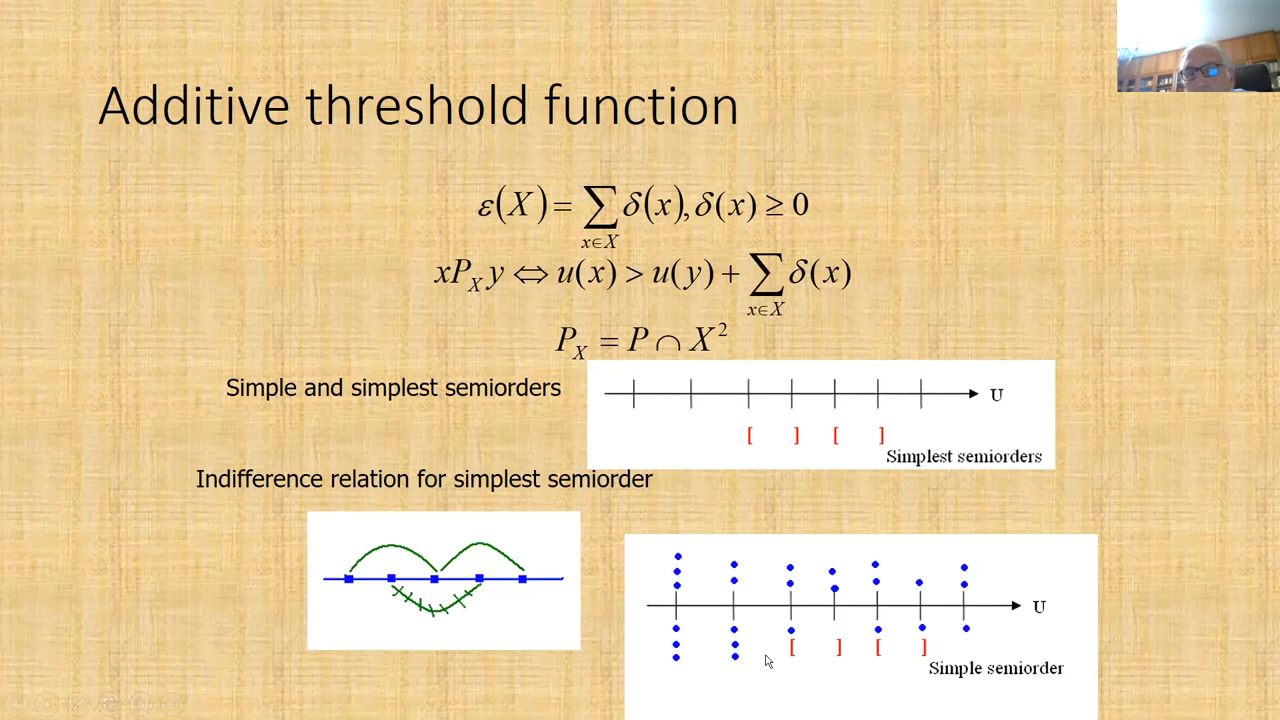 Additive threshold function
ε(X) = ∑ δ(x), δ(x) ≥ 0
x∈X
xP_X y ⇔ u(x) > u(y) + ∑ δ(x)
x∈X
P_X = P ∩ X²
Simple and simplest semiorders
U
[ ] [ ]
Simplest semiorders
Indifference relation for simplest semiorder
U
[ ] [ ]
Simple semiorder